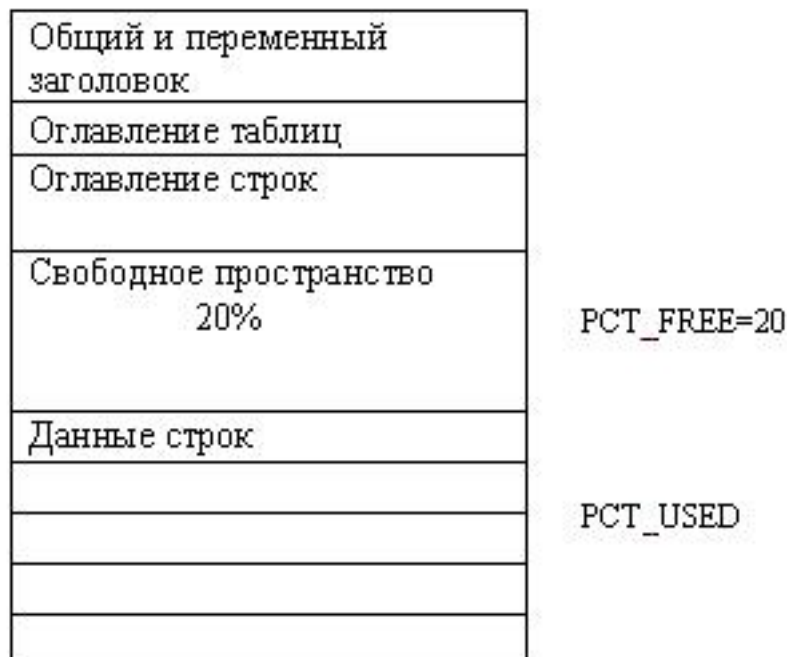 Общий и переменный
заголовок
Оглавление таблиц
Оглавление строк
Свободное пространство
20%
PCT_FREE=20
Данные строк
PCT_USED